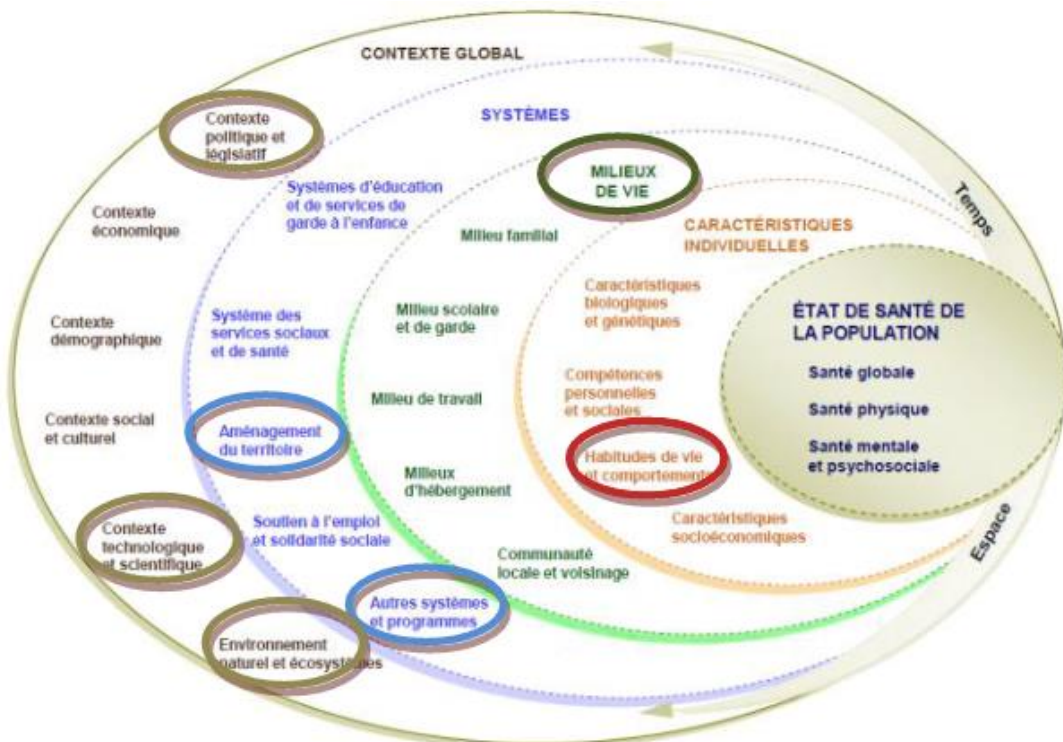 CONTEXTE GLOBAL
Contexte
politique et
législatif
Contexte
économique
Contexte
démographique
Contexte social
et culturel
Contexte
technologique
et scientifique
Environnement
naturel et écosystèmes
SYSTÈMES
Systèmes d'éducation
et de services de
garde à l'enfance
Système des
services sociaux
et de santé
Aménagement
du territoire
Soutien à l'emploi
et solidarité sociale
Autres systèmes
et programmes
MILIEUX
DE VIE
Milieu familial
Milieu scolaire
et de garde
Milieu de travail
Milieux
d'hébergement
Communauté
locale et voisinage
CARACTÉRISTIQUES
INDIVIDUELLES
Caractéristiques
biologiques
et génétiques
Compétences
personnelles
et sociales
Habitudes de vie
et comportements
Caractéristiques
socioéconomiques
ÉTAT DE SANTÉ DE
LA POPULATION
Santé globale
Santé physique
Santé mentale
et psychosociale
Temps
Espace